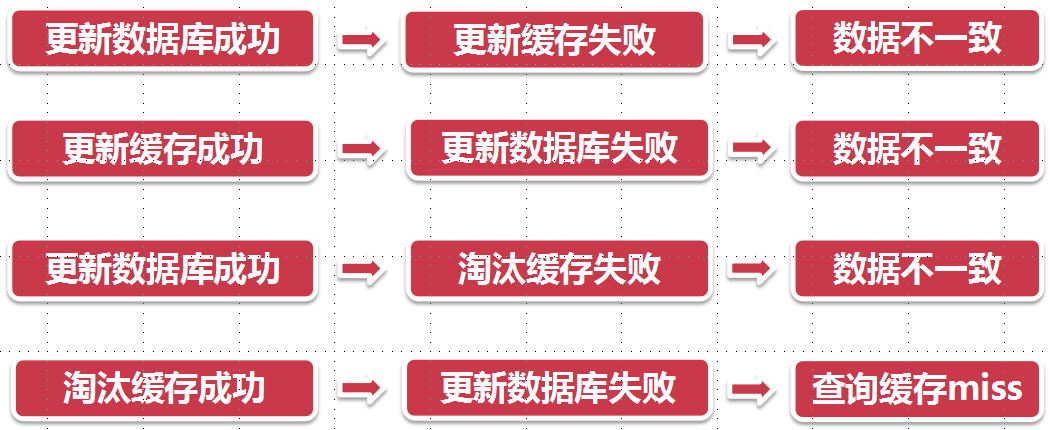 更新数据库成功 更新缓存失败 数据不一致
更新缓存成功 更新数据库失败 数据不一致
更新数据库成功 淘汰缓存失败 数据不一致
淘汰缓存成功 更新数据库失败 查询缓存miss